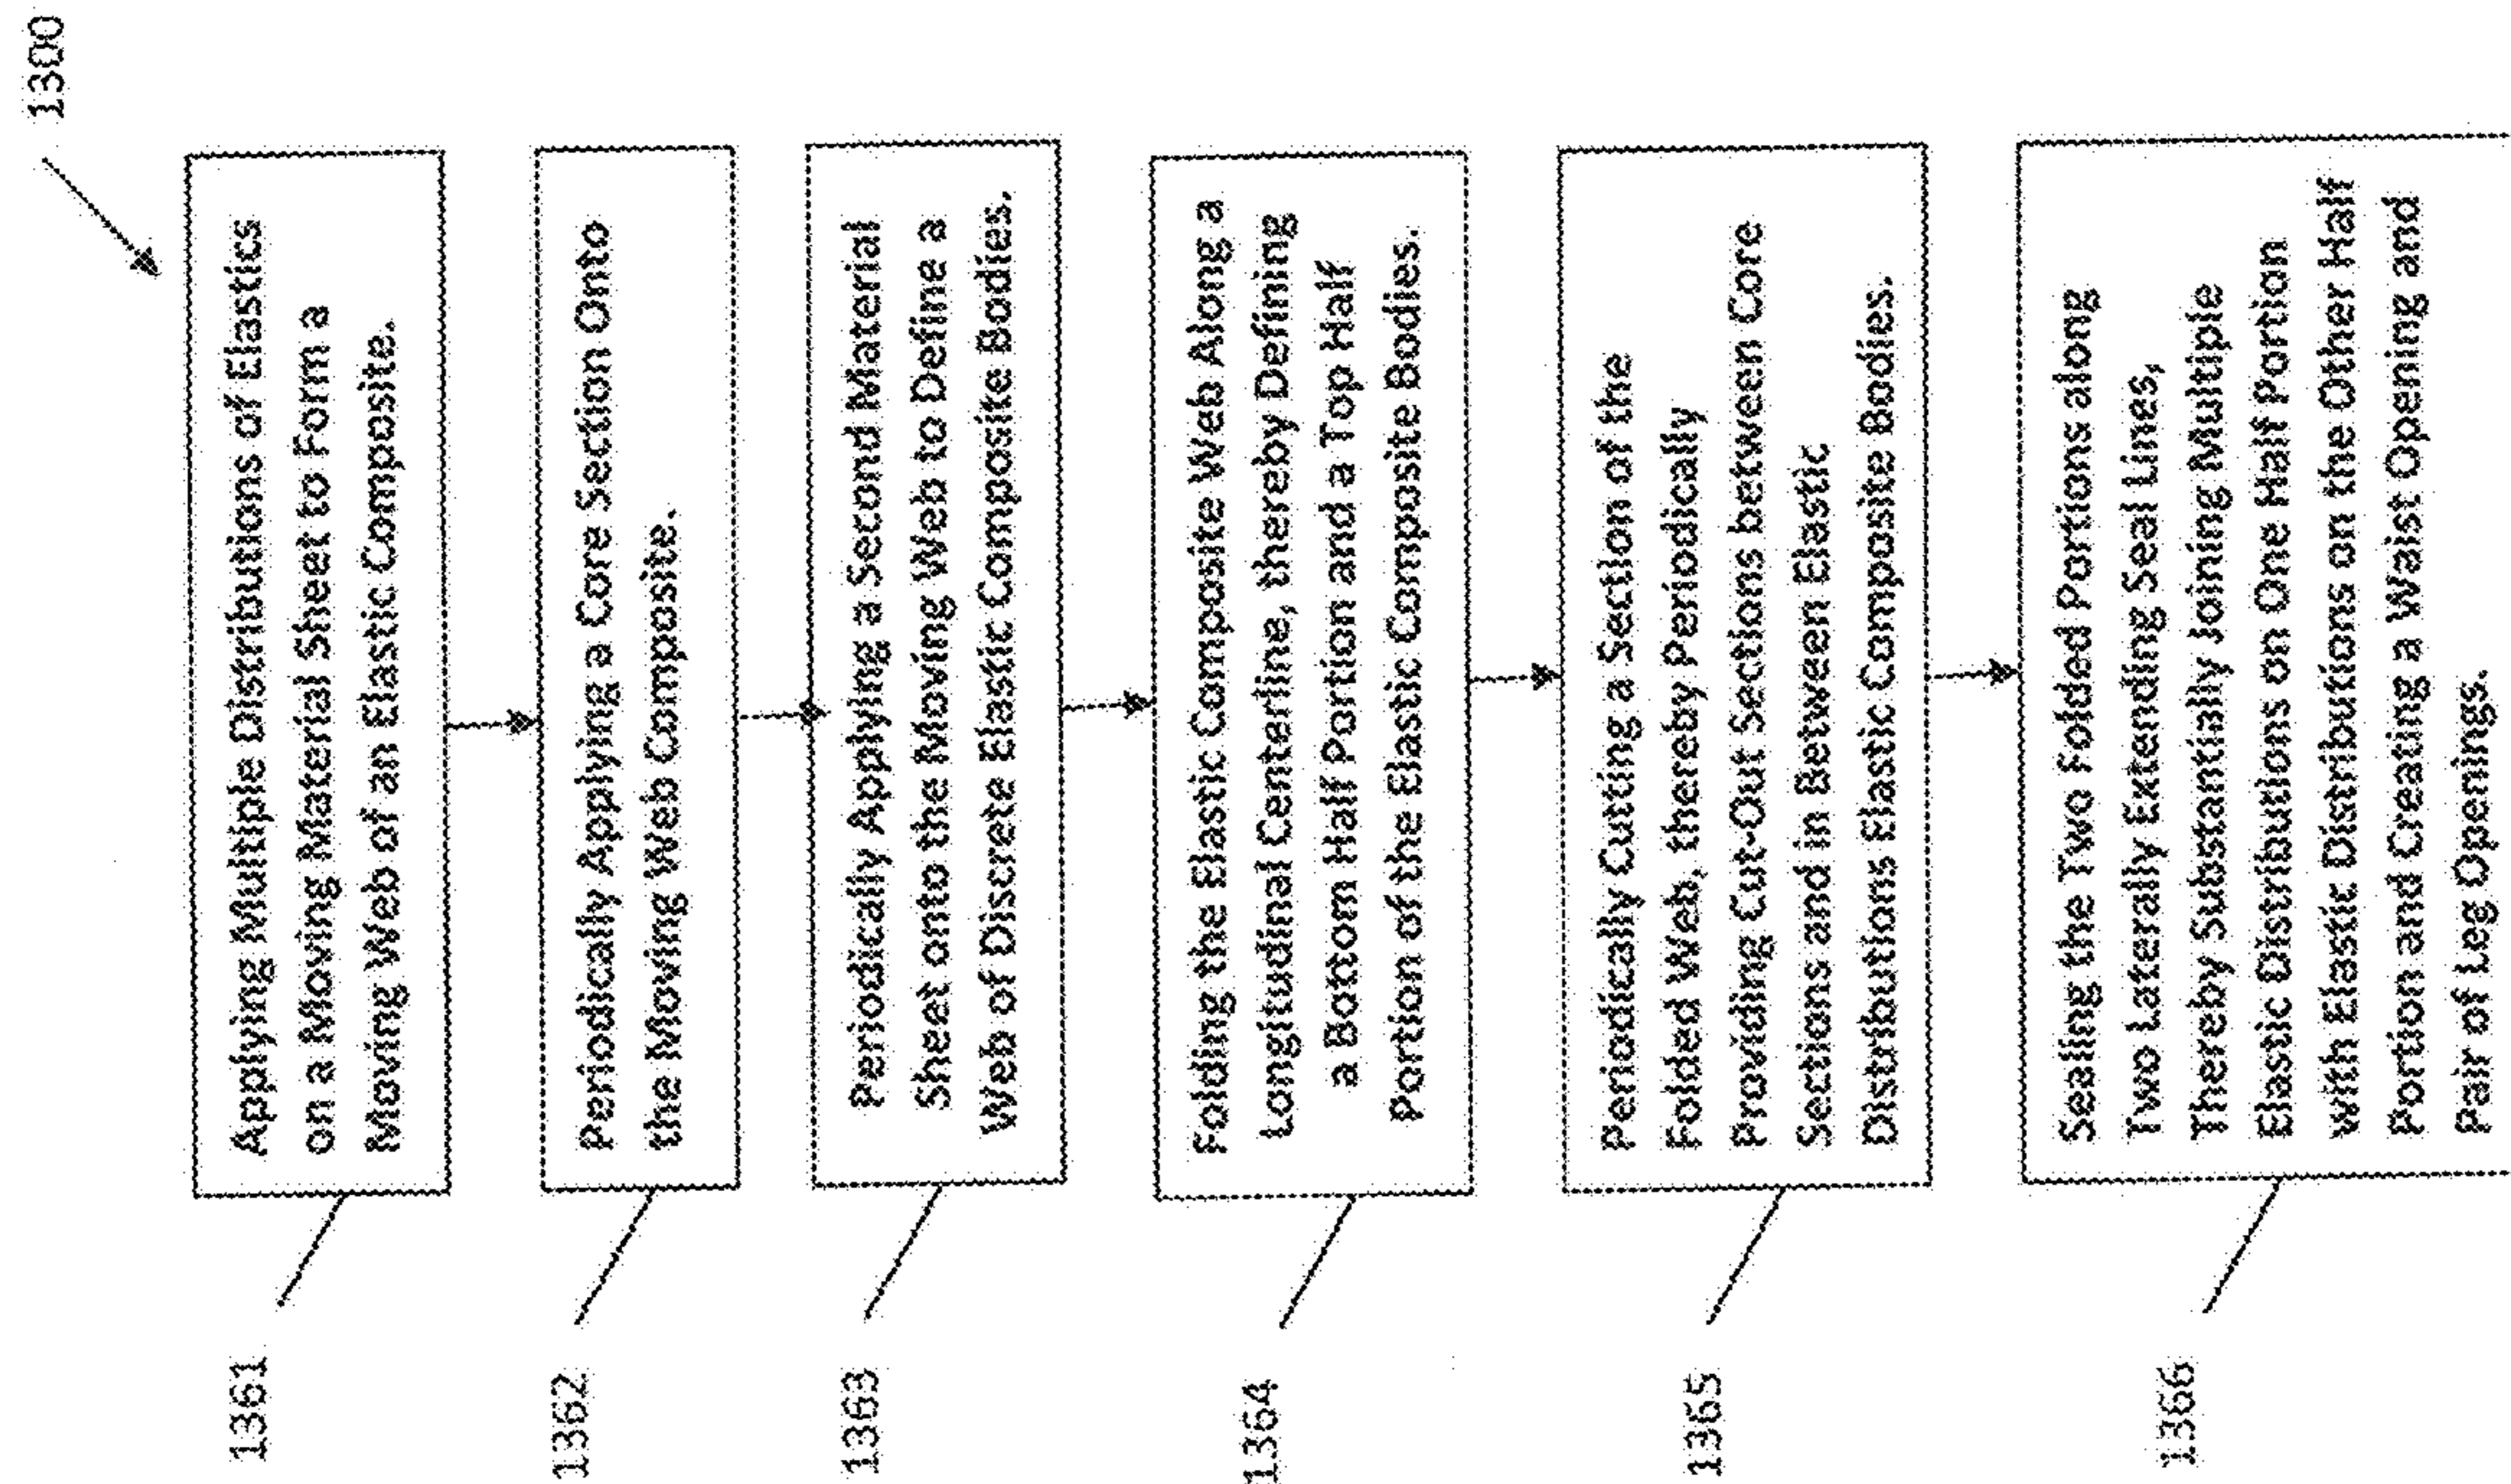 1300
1361
Applying Multiple Distributions of Elastics
on a Moving Material Sheet to Form a
Moving Web of an Elastic Composite.
1362
Periodically Applying a Core Section Onto
the Moving Web Composite.
1363
Periodically Applying a Second Material
Sheet onto the Moving Web to Define a
Web of Discrete Elastic Composite Bodies.
1364
Folding the Elastic Composite Web Along a
Longitudinal Centerline, thereby Defining
a Bottom Half Portion and a Top Half
Portion of the Elastic Composite Bodies.
1365
Periodically Cutting a Section of the
Folded Web, thereby Periodically
Providing Cut-Out Sections between Core
Sections and in Between Elastic
Distributions Elastic Composite Bodies.
1366
Sealing the Two Folded Portions along
Two Laterally Extending Seal Lines,
Thereby Substantially Joining Multiple
Elastic Distributions on One Half Portion
with Elastic Distributions on the Other Half
Portion and Creating a Waist Opening and
Pair of Leg Openings.